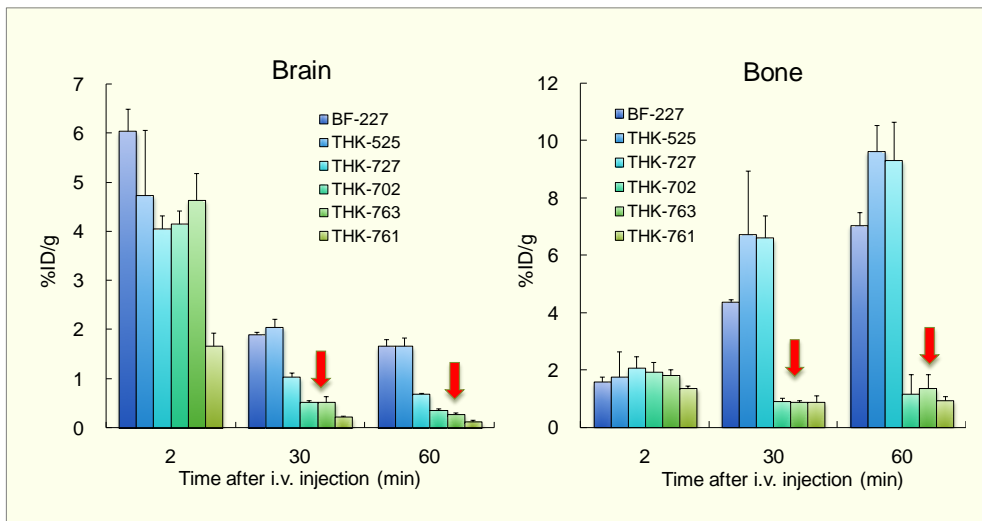 Brain
%ID/g
7
6
5
4
3
2
1
0
BF-227
THK-525
THK-727
THK-702
THK-763
THK-761
2 30 60
Time after i.v. injection (min)
Bone
%ID/g
12
10
8
6
4
2
0
BF-227
THK-525
THK-727
THK-702
THK-763
THK-761
2 30 60
Time after i.v. injection (min)